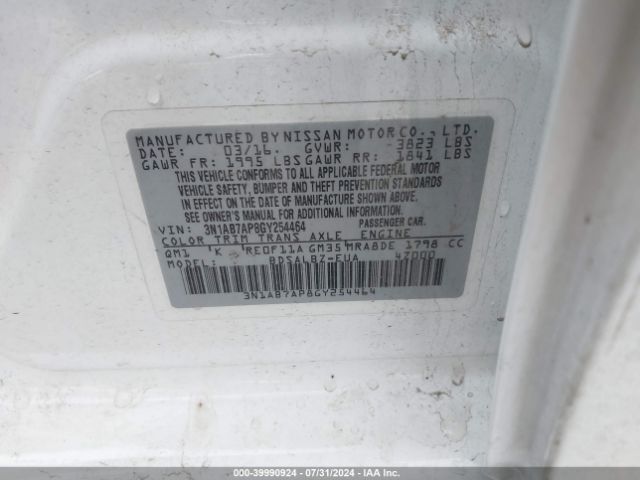 MANUFACTURED BY NISSAN MOTOR CO., LTD.
DATE: 03/16. GVWR: 3823 LBS
GAWR FR: 1995 LBS GAWR RR: 1841 LBS
THIS VEHICLE CONFORMS TO ALL APPLICABLE FEDERAL MOTOR
VEHICLE SAFETY, BUMPER AND THEFT PREVENTION STANDARDS
IN EFFECT ON THE DATE OF MANUFACTURE SHOWN ABOVE.
SEE OWNER'S MANUAL FOR ADDITIONAL INFORMATION.
VIN: 3N1AB7AP8GY254464 PASSENGER CAR.
COLOR TRIM TRANS AXLE ENGINE
QM1 K RE0F11A GM35 MRA8DE 1798 CC
MODEL: BDSALBZ-EUA 47000
3N1AB7AP8GY254464
000-39990924 - 07/31/2024 - IAA Inc.